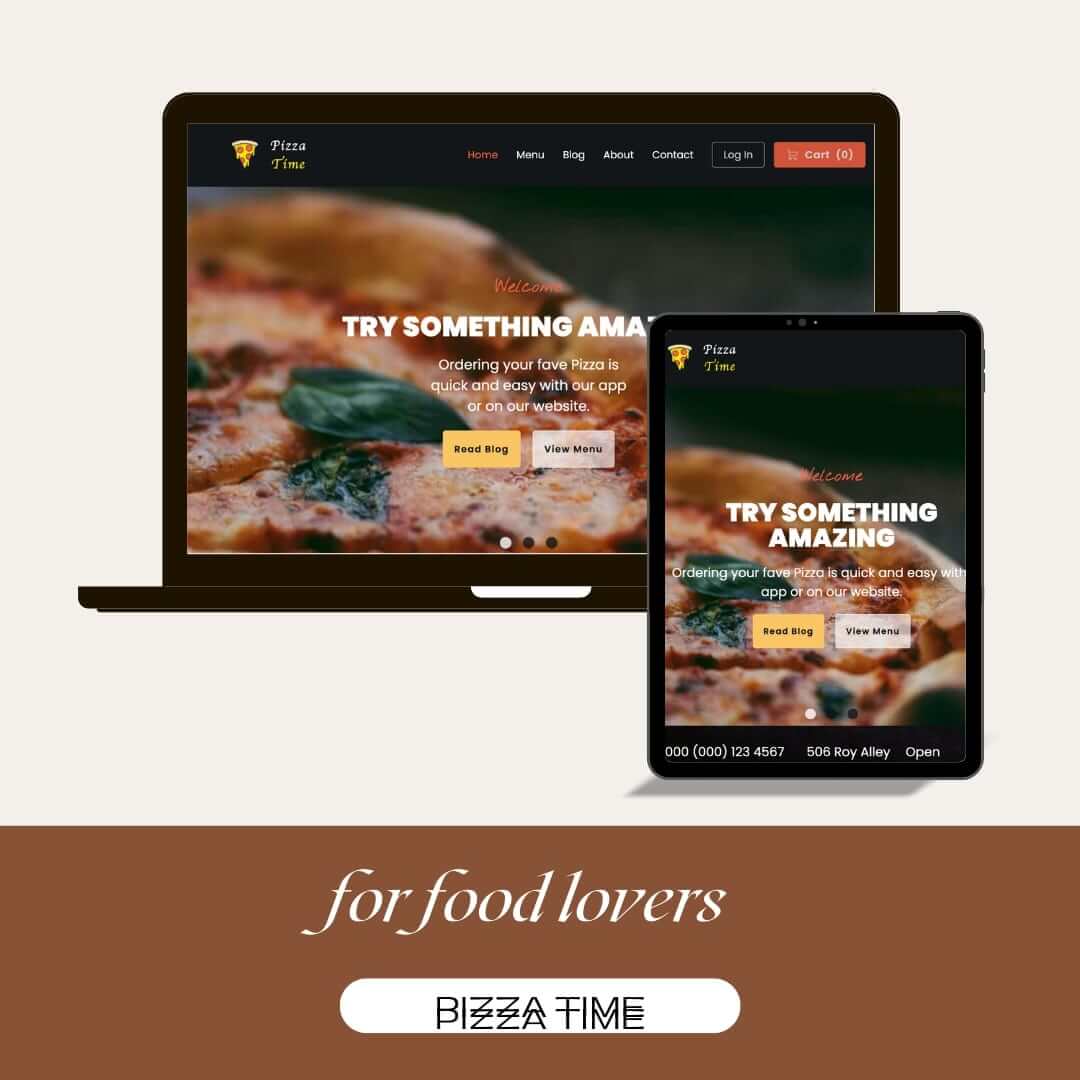 Pizza
Time
Home Menu Blog About Contact Log In Cart (0)
Welcome
TRY SOMETHING AMAZ
Ordering your fave Pizza is
quick and easy with our app
or on our website.
Read Blog View Menu
Pizza
Time
Welcome
TRY SOMETHING
AMAZING
Ordering your fave Pizza is quick and easy with
app or on our website.
Read Blog View Menu
000 (000) 123 4567 506 Roy Alley Open
for food lovers
PIZZA TIME